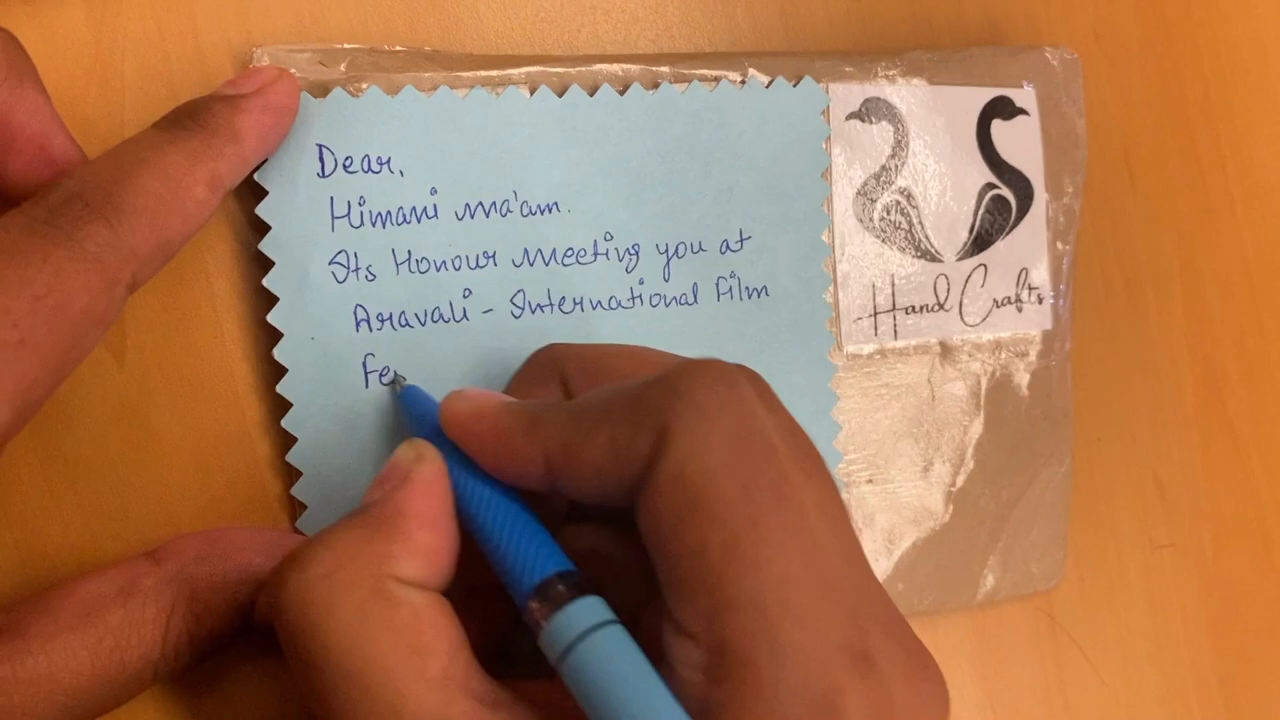 Dear,
Himani ma'am.
Its Honour meeting you at
Aravali - International Film
Fe
Hand Crafts